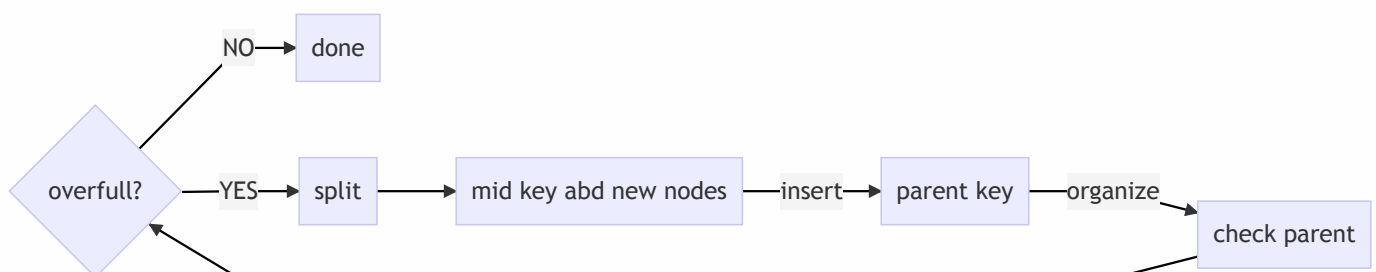 NO
done
overfull?
YES
split
mid key abd new nodes
insert
parent key
organize
check parent